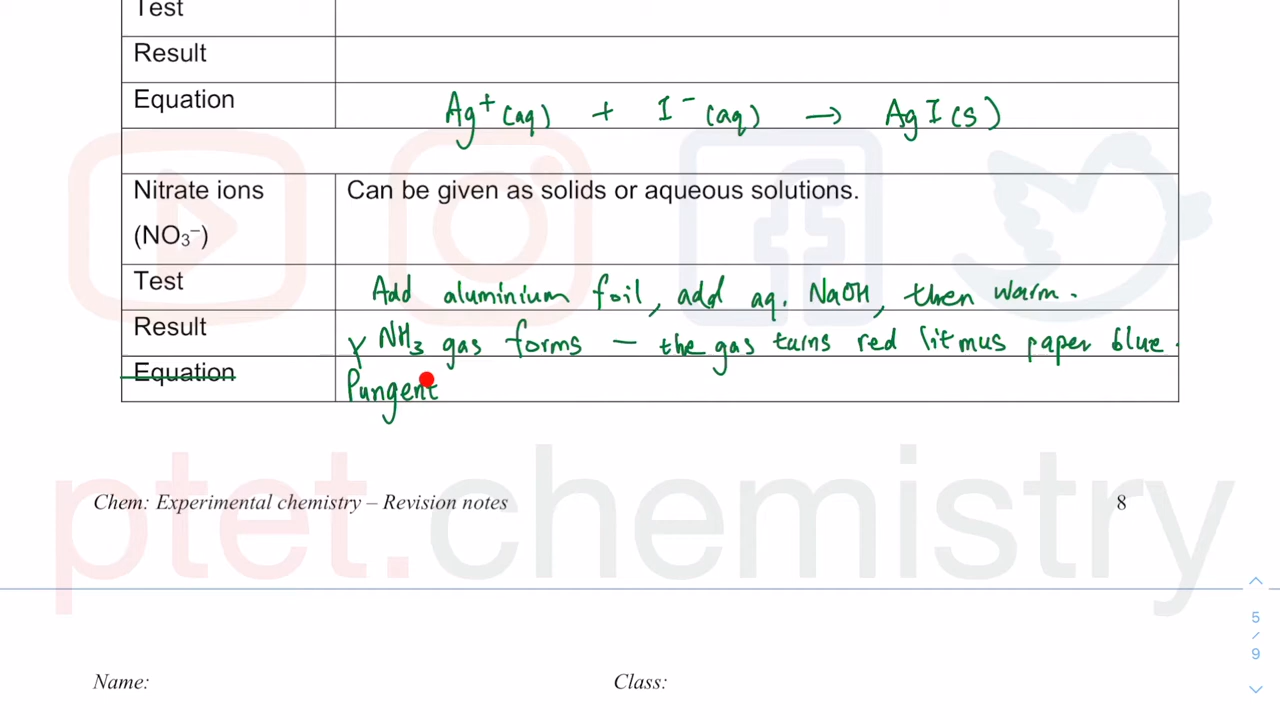 Test
Result
Equation
Ag⁺(aq) + I⁻(aq) → AgI(s)
Nitrate ions
(NO₃⁻)
Can be given as solids or aqueous solutions.
Test
Add aluminium foil, add aq. NaOH, then warm.
Result
NH₃ gas forms – the gas turns red litmus paper blue.
Equation
Pungent
ptet.chemistry
Chem: Experimental chemistry – Revision notes
8
5
/
9
Name:
Class: